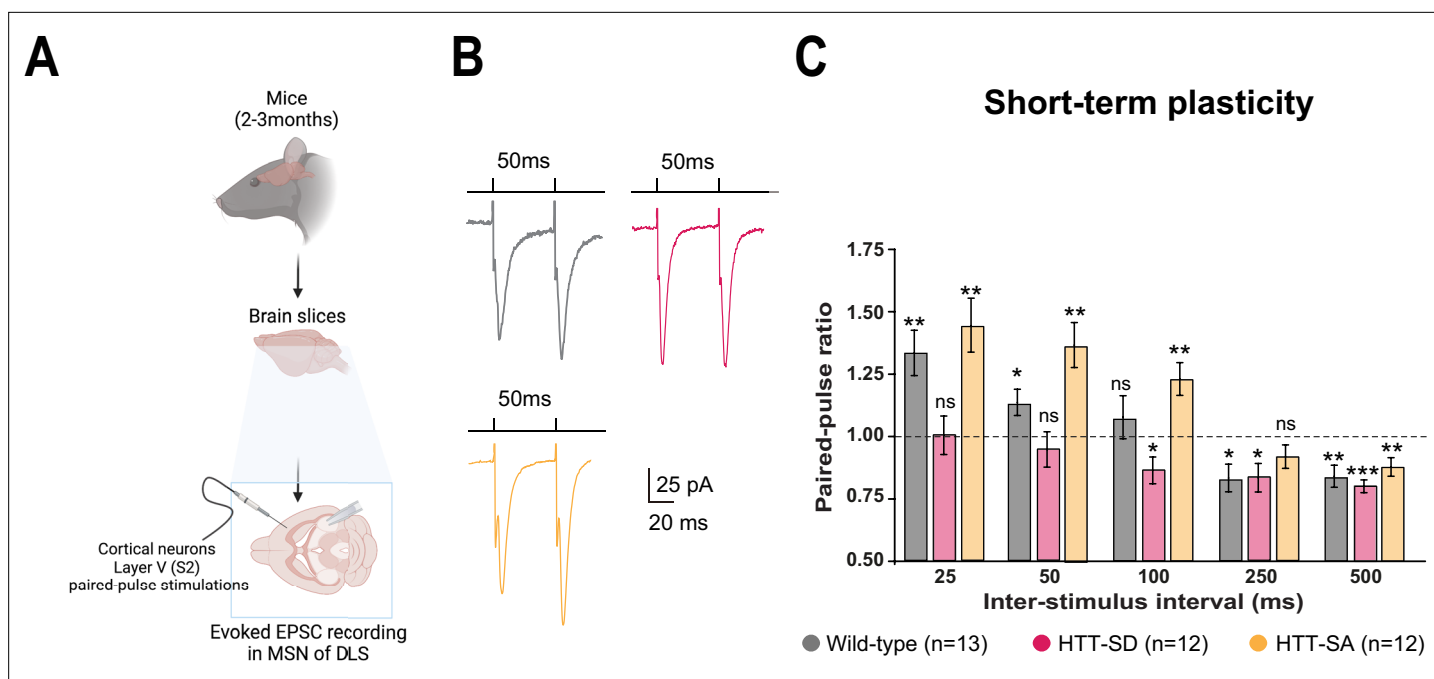 A
Mice
(2-3months)
Brain slices
Cortical neurons
Layer V (S2)
paired-pulse stimulations
Evoked EPSC recording
in MSN of DLS
B
50ms
50ms
50ms
25 pA
20 ms
C
Short-term plasticity
Paired-pulse ratio
1.75
1.50
1.25
1.00
0.75
0.50
** ns **
* ns **
ns * **
* * ns
** *** **
25 50 100 250 500
Inter-stimulus interval (ms)
Wild-type (n=13) HTT-SD (n=12) HTT-SA (n=12)